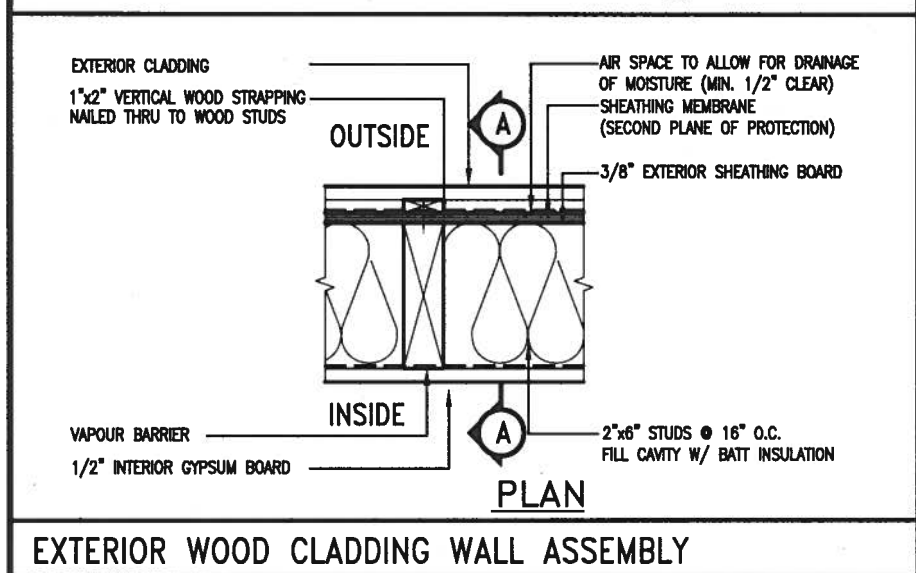 EXTERIOR CLADDING
1"x2" VERTICAL WOOD STRAPPING
NAILED THRU TO WOOD STUDS
OUTSIDE
A
AIR SPACE TO ALLOW FOR DRAINAGE
OF MOISTURE (MIN. 1/2" CLEAR)
SHEATHING MEMBRANE
(SECOND PLANE OF PROTECTION)
3/8" EXTERIOR SHEATHING BOARD
INSIDE
VAPOUR BARRIER
1/2" INTERIOR GYPSUM BOARD
A
2"x6" STUDS @ 16" O.C.
FILL CAVITY W/ BATT INSULATION
PLAN
EXTERIOR WOOD CLADDING WALL ASSEMBLY